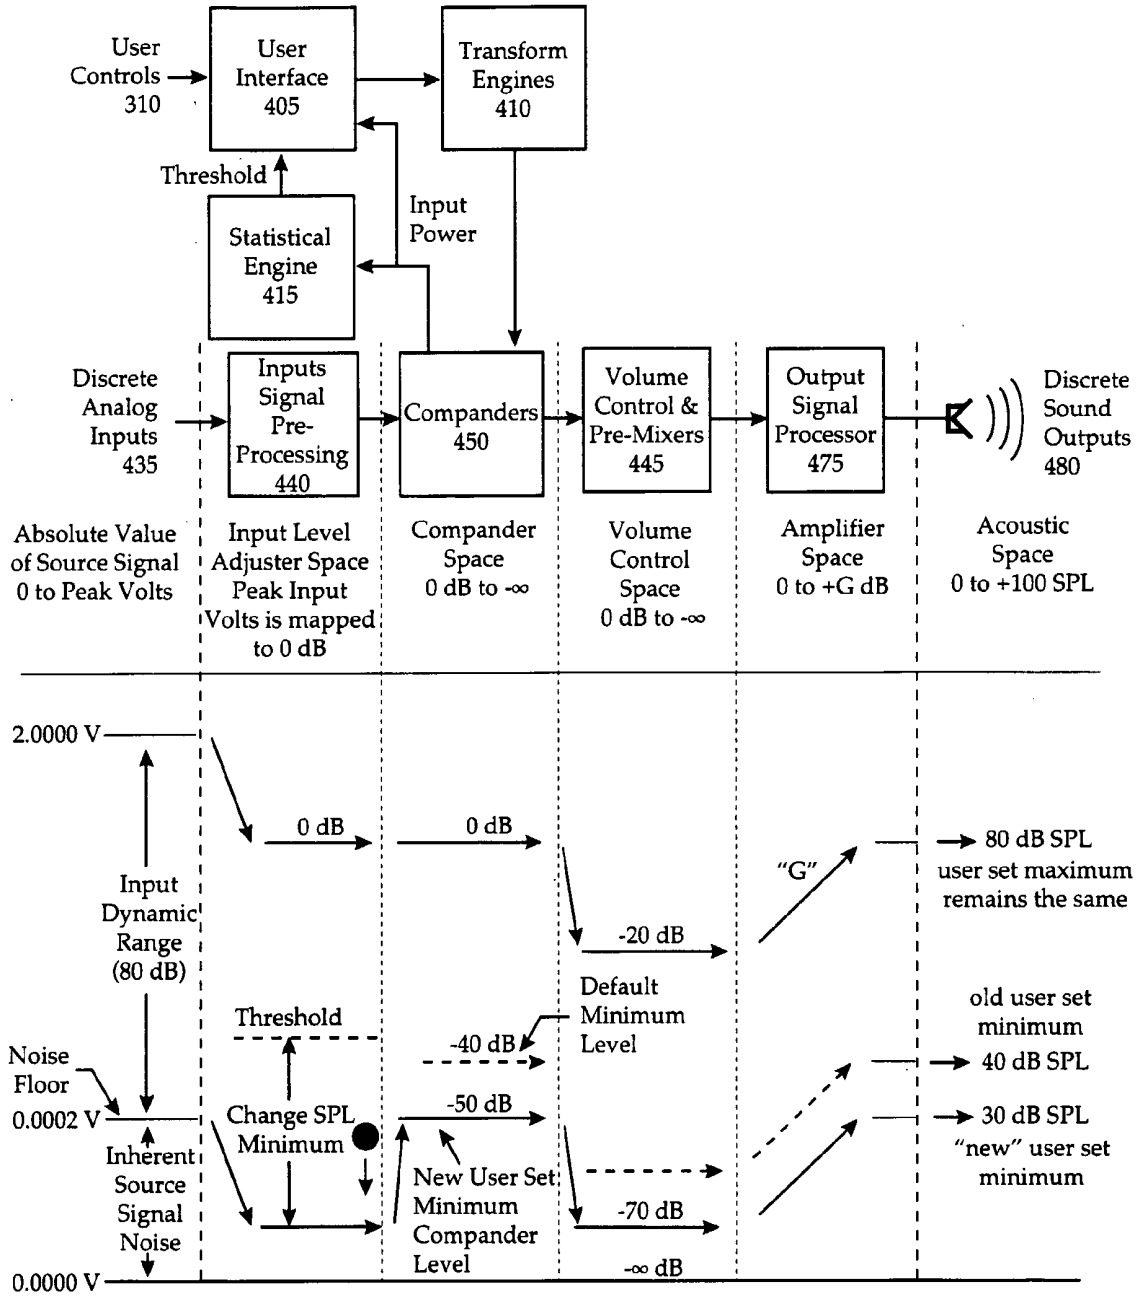 User
Controls
310
User
Interface
405
Transform
Engines
410
Threshold
Input
Power
Statistical
Engine
415
Discrete
Analog
Inputs
435
Inputs
Signal
Pre-
Processing
440
Companders
450
Volume
Control &
Pre-Mixers
445
Output
Signal
Processor
475
Discrete
Sound
Outputs
480
Absolute Value
of Source Signal
0 to Peak Volts
Input Level
Adjuster Space
Peak Input
Volts is mapped
to 0 dB
Compander
Space
0 dB to -∞
Volume
Control
Space
0 dB to -∞
Amplifier
Space
0 to +G dB
Acoustic
Space
0 to +100 SPL
2.0000 V
0 dB
0 dB
-20 dB
"G"
80 dB SPL
user set maximum
remains the same
Input
Dynamic
Range
(80 dB)
Threshold
Default
Minimum
Level
-40 dB
old user set
minimum
40 dB SPL
Noise
Floor
0.0002 V
Change SPL
Minimum
-50 dB
30 dB SPL
"new" user set
minimum
Inherent
Source
Signal
Noise
New User Set
Minimum
Compander
Level
-70 dB
-∞ dB
0.0000 V